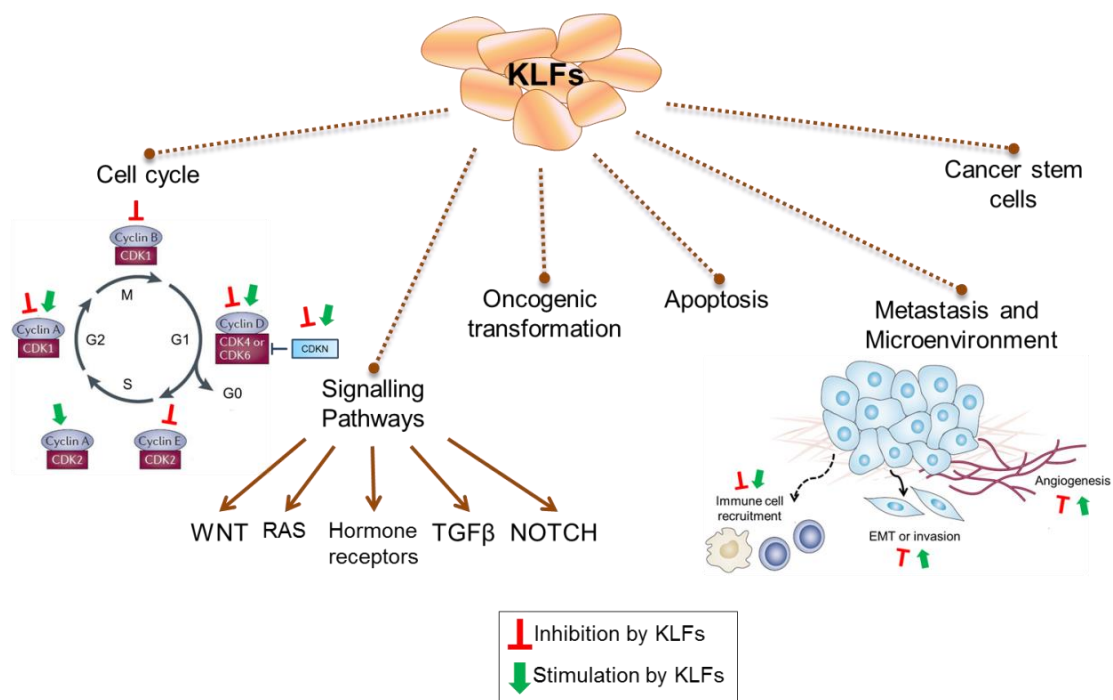 KLFs
Cell cycle
Cancer stem
cells
Cyclin B
CDK1
Oncogenic
transformation
Apoptosis
Metastasis and
Microenvironment
M
Cyclin A
CDK1
G2
G1
Cyclin D
CDK4 or
CDK6
CDKN
S
G0
Cyclin A
CDK2
Cyclin E
CDK2
Signalling
Pathways
WNT
RAS
Hormone
receptors
TGFβ
NOTCH
Immune cell
recruitment
EMT or invasion
Angiogenesis
Inhibition by KLFs
Stimulation by KLFs